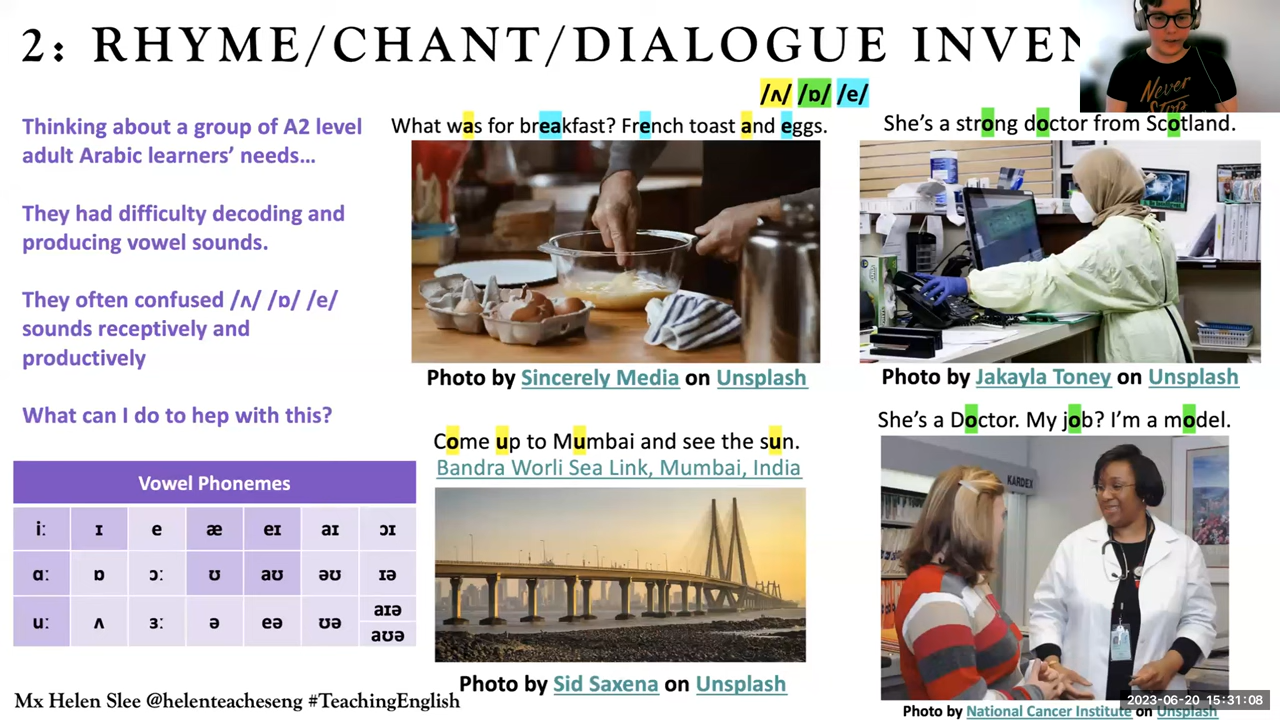 2: RHYME/CHANT/DIALOGUE INVEN
Never
Stop
/ʌ/ /ɒ/ /e/
Thinking about a group of A2 level
adult Arabic learners' needs…
They had difficulty decoding and
producing vowel sounds.
They often confused /ʌ/ /ɒ/ /e/
sounds receptively and
productively
What can I do to hep with this?
What was for breakfast? French toast and eggs.
Photo by Sincerely Media on Unsplash
She's a strong doctor from Scotland.
Photo by Jakayla Toney on Unsplash
Come up to Mumbai and see the sun.
Bandra Worli Sea Link, Mumbai, India
Photo by Sid Saxena on Unsplash
She's a Doctor. My job? I'm a model.
KARDEX
Photo by National Cancer Institute on Unsplash
Vowel Phonemes
iː ɪ e æ eɪ aɪ ɔɪ
ɑː ɒ ɔː ʊ aʊ əʊ ɪə
uː ʌ ɜː ə eə ʊə aɪə
aʊə
Mx Helen Slee @helenteacheseng #TeachingEnglish
2023-06-20 15:31:08